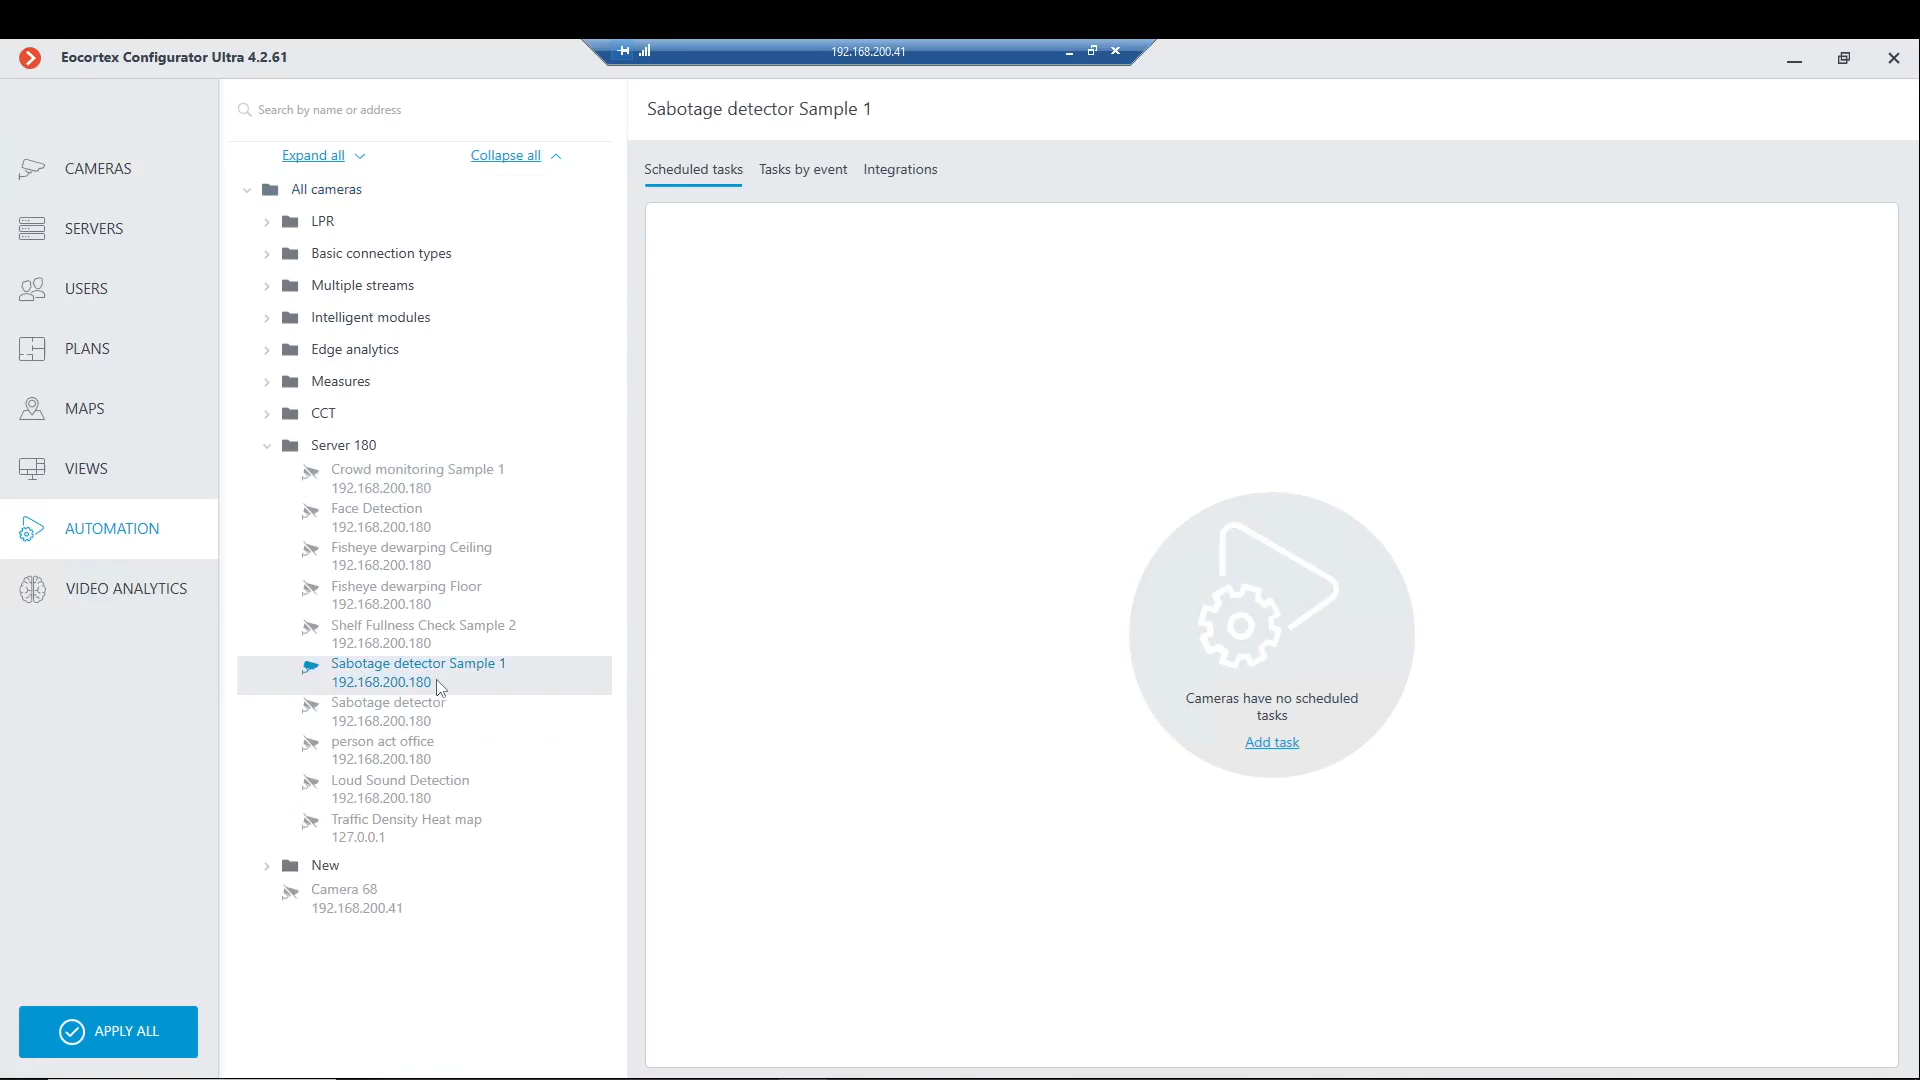 192.168.200.41
Eocortex Configurator Ultra 4.2.61
Search by name or address
Expand all
Collapse all
CAMERAS
SERVERS
USERS
PLANS
MAPS
VIEWS
AUTOMATION
VIDEO ANALYTICS
APPLY ALL
All cameras
LPR
Basic connection types
Multiple streams
Intelligent modules
Edge analytics
Measures
CCT
Server 180
Crowd monitoring Sample 1
192.168.200.180
Face Detection
192.168.200.180
Fisheye dewarping Ceiling
192.168.200.180
Fisheye dewarping Floor
192.168.200.180
Shelf Fullness Check Sample 2
192.168.200.180
Sabotage detector Sample 1
192.168.200.180
Sabotage detector
192.168.200.180
person act office
192.168.200.180
Loud Sound Detection
192.168.200.180
Traffic Density Heat map
127.0.0.1
New
Camera 68
192.168.200.41
Sabotage detector Sample 1
Scheduled tasks Tasks by event Integrations
Cameras have no scheduled
tasks
Add task